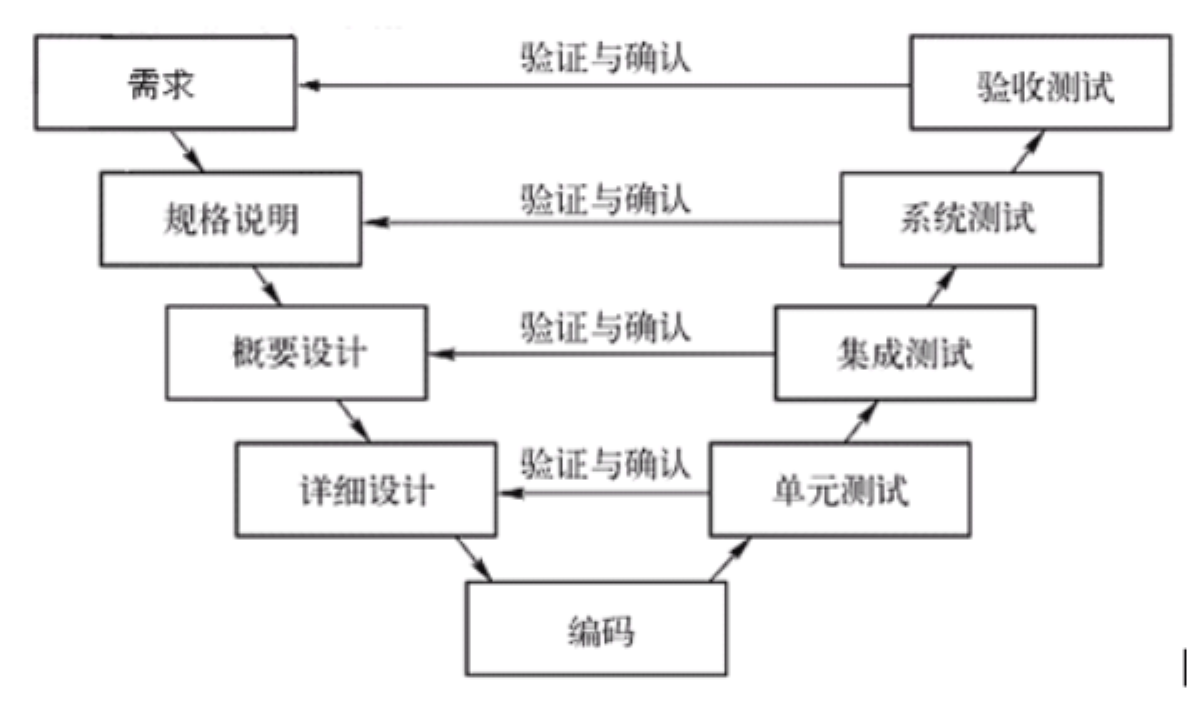 验证与确认
需求
验收测试
验证与确认
规格说明
系统测试
验证与确认
概要设计
集成测试
验证与确认
详细设计
单元测试
编码